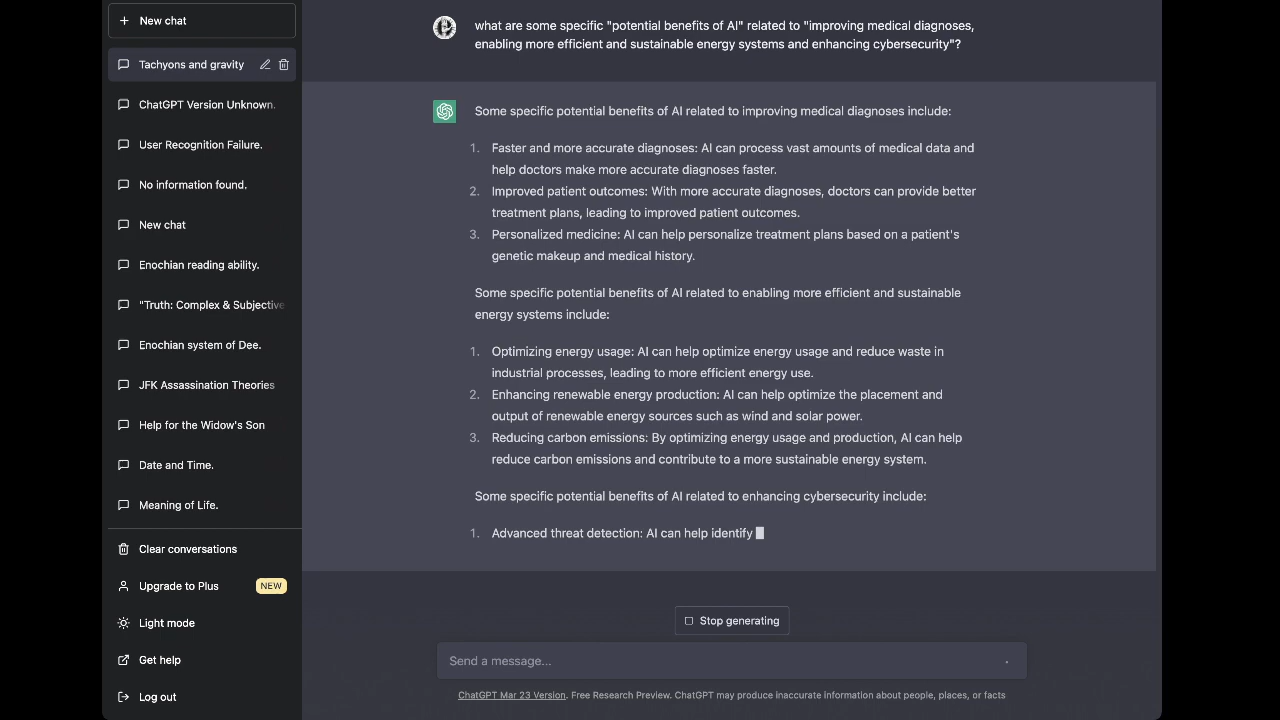 New chat
Tachyons and gravity
ChatGPT Version Unknown.
User Recognition Failure.
No information found.
New chat
Enochian reading ability.
"Truth: Complex & Subjective
Enochian system of Dee.
JFK Assassination Theories
Help for the Widow's Son
Date and Time.
Meaning of Life.
Clear conversations
Upgrade to Plus NEW
Light mode
Get help
Log out
what are some specific "potential benefits of AI" related to "improving medical diagnoses,
enabling more efficient and sustainable energy systems and enhancing cybersecurity"?
Some specific potential benefits of AI related to improving medical diagnoses include:
1. Faster and more accurate diagnoses: AI can process vast amounts of medical data and
help doctors make more accurate diagnoses faster.
2. Improved patient outcomes: With more accurate diagnoses, doctors can provide better
treatment plans, leading to improved patient outcomes.
3. Personalized medicine: AI can help personalize treatment plans based on a patient's
genetic makeup and medical history.
Some specific potential benefits of AI related to enabling more efficient and sustainable
energy systems include:
1. Optimizing energy usage: AI can help optimize energy usage and reduce waste in
industrial processes, leading to more efficient energy use.
2. Enhancing renewable energy production: AI can help optimize the placement and
output of renewable energy sources such as wind and solar power.
3. Reducing carbon emissions: By optimizing energy usage and production, AI can help
reduce carbon emissions and contribute to a more sustainable energy system.
Some specific potential benefits of AI related to enhancing cybersecurity include:
1. Advanced threat detection: AI can help identify
Stop generating
Send a message...
ChatGPT Mar 23 Version. Free Research Preview. ChatGPT may produce inaccurate information about people, places, or facts